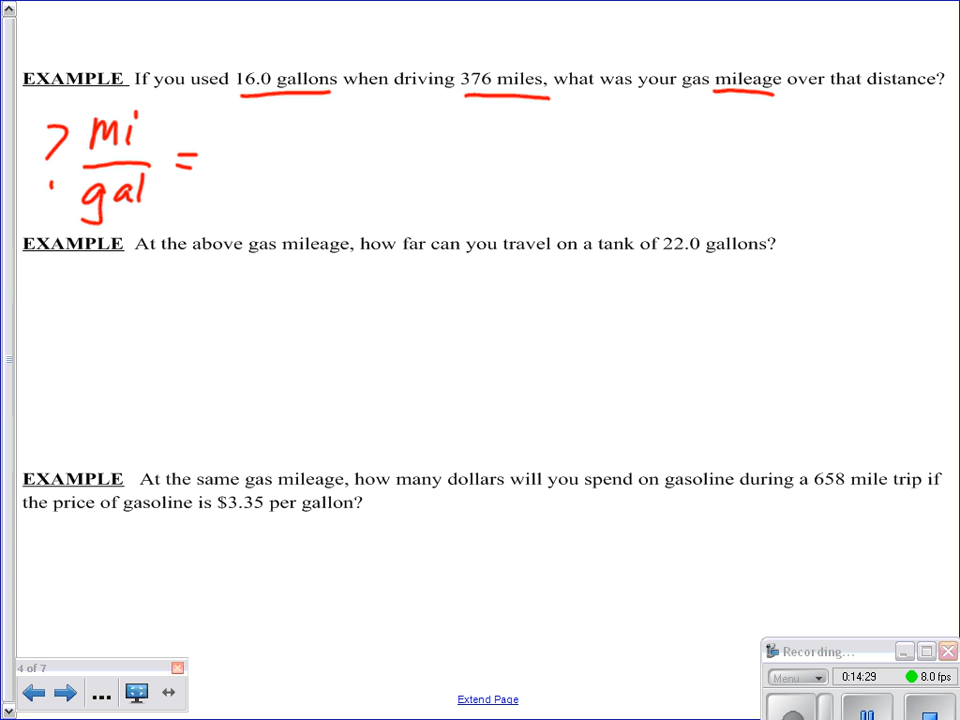 EXAMPLE If you used 16.0 gallons when driving 376 miles, what was your gas mileage over that distance?
? mi
gal =
EXAMPLE At the above gas mileage, how far can you travel on a tank of 22.0 gallons?
EXAMPLE At the same gas mileage, how many dollars will you spend on gasoline during a 658 mile trip if
the price of gasoline is $3.35 per gallon?
4 of 7
...
Extend Page
Recording...
Menu 0:14:29 8.0 fps